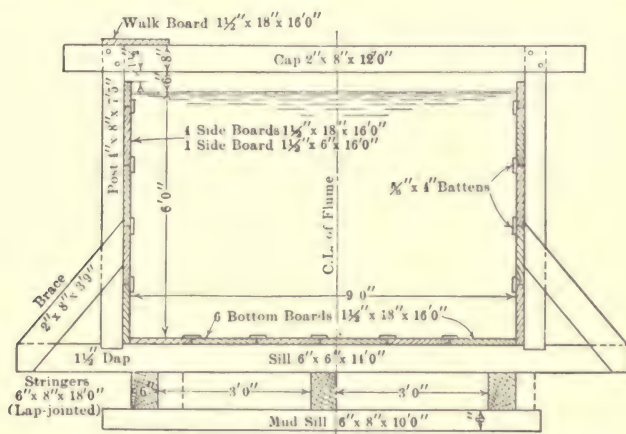 Walk Board 1½" x 18" x 16'0"
Cap 2" x 8" x 12'0"
8"
6"
Post 4" x 8" x 7'5"
4 Side Boards 1½" x 18" x 16'0"
1 Side Board 1½" x 6" x 16'0"
⅝" x 4" Battens
6'0"
C.L. of Flume
Brace
2" x 8" x 3'9"
9 0"
6 Bottom Boards 1½" x 18" x 16'0"
1½" Dap
Sill 6" x 6" x 14'0"
Stringers
6" x 8" x 18'0"
(Lap-jointed)
6"
3'0"
3'0"
Mud Sill 6" x 8" x 10'0"